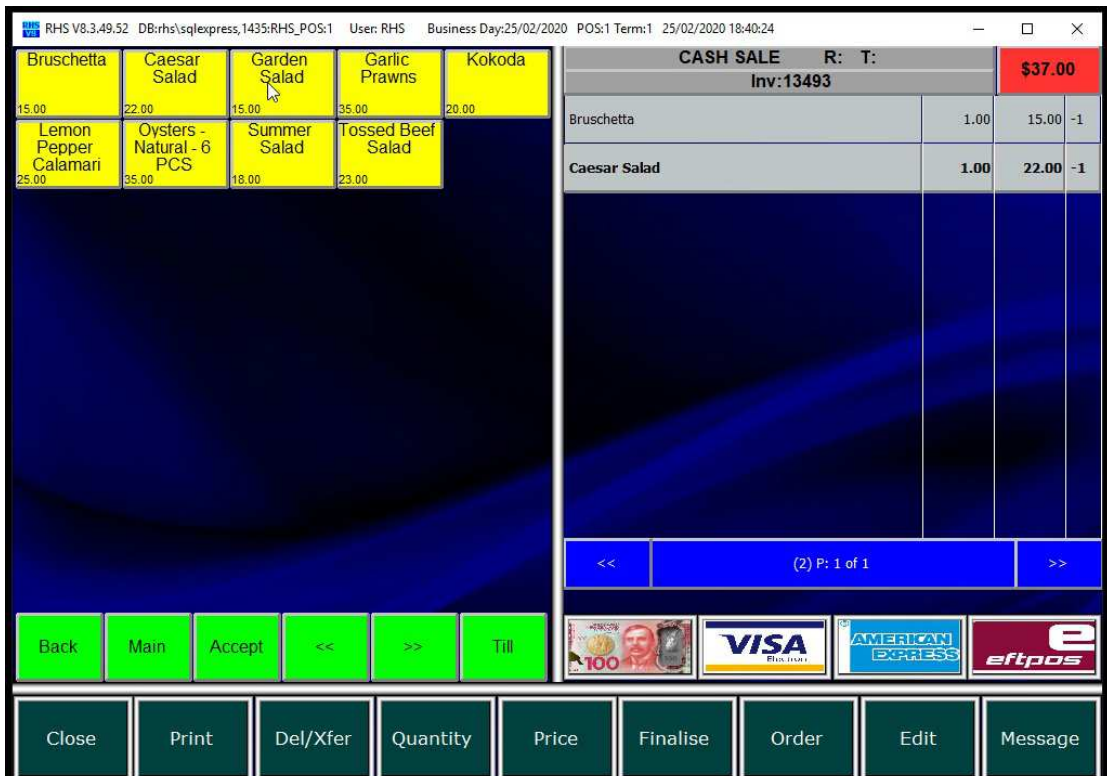 RHS V8.3.49.52 DB:rhs\sqlexpress,1435:RHS_POS:1 User: RHS Business Day:25/02/2020 POS:1 Term:1 25/02/2020 18:40:24
Bruschetta
15.00
Caesar
Salad
22.00
Garden
Salad
15.00
Garlic
Prawns
35.00
Kokoda
20.00
Lemon
Pepper
Calamari
25.00
Oysters -
Natural - 6
PCS
35.00
Summer
Salad
18.00
Tossed Beef
Salad
23.00
CASH SALE R: T:
Inv:13493
$37.00
Bruschetta 1.00 15.00 -1
Caesar Salad 1.00 22.00 -1
<< (2) P: 1 of 1 >>
Back Main Accept << >> Till
100
VISA
Electron
AMERICAN
EXPRESS
e
eftpos
Close Print Del/Xfer Quantity Price Finalise Order Edit Message